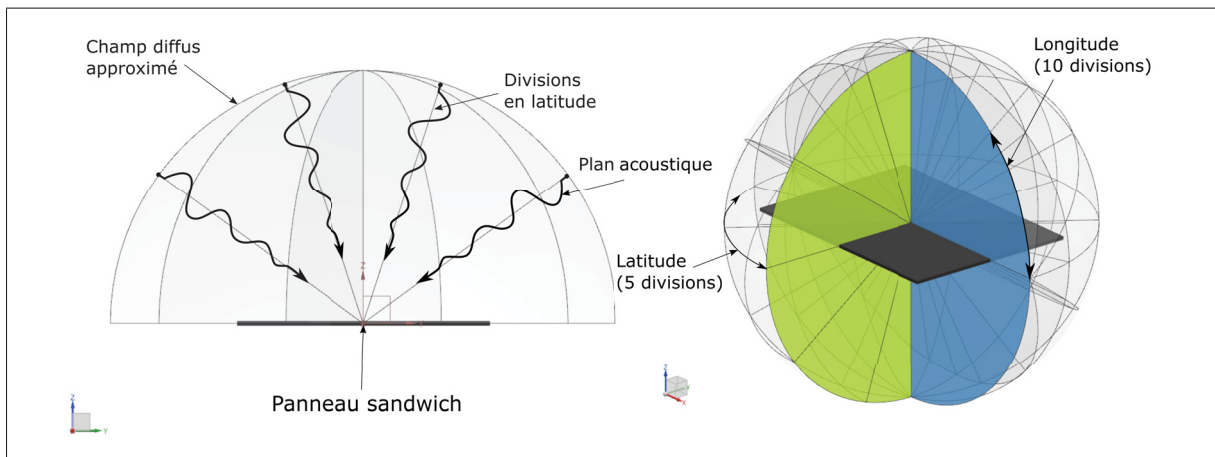 Champ diffus
approximé
Divisions
en latitude
Plan acoustique
Z
Panneau sandwich
Z
Y
Longitude
(10 divisions)
Latitude
(5 divisions)
Z
Y
X